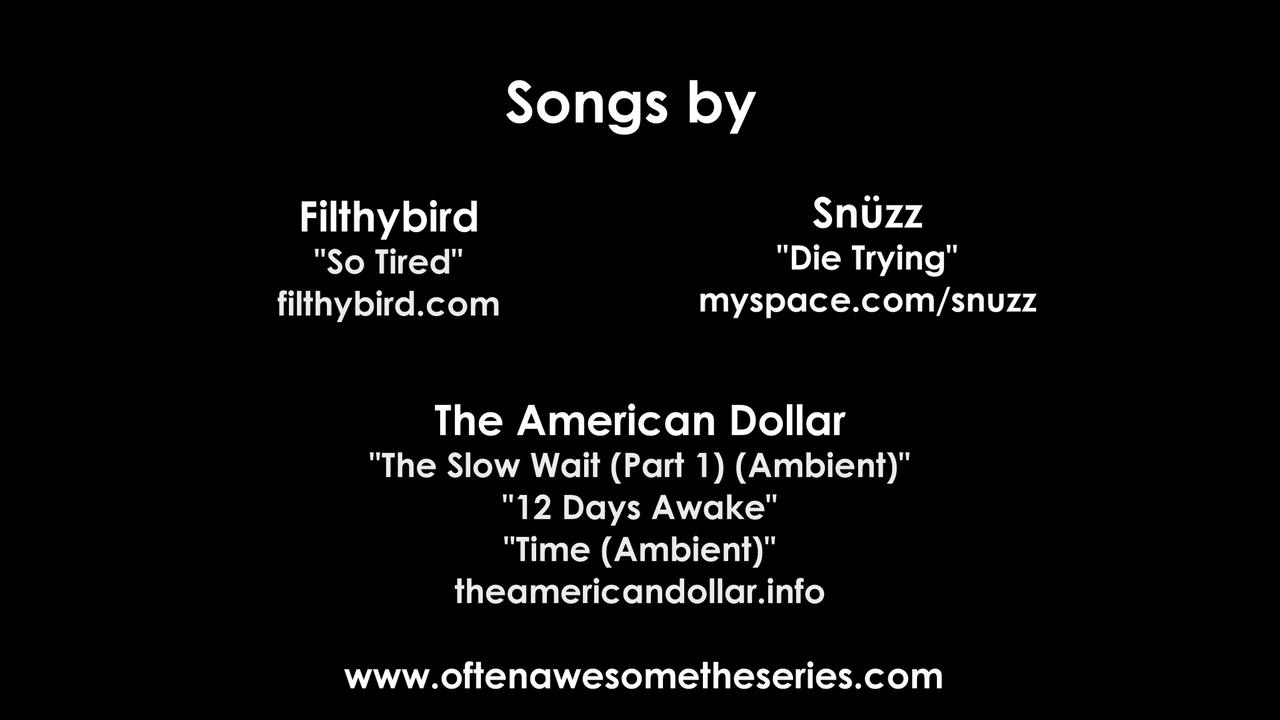 Songs by
Filthybird
"So Tired"
filthybird.com
Snüzz
"Die Trying"
myspace.com/snuzz
The American Dollar
"The Slow Wait (Part 1) (Ambient)"
"12 Days Awake"
"Time (Ambient)"
theamericandollar.info
www.oftenawesometheseries.com